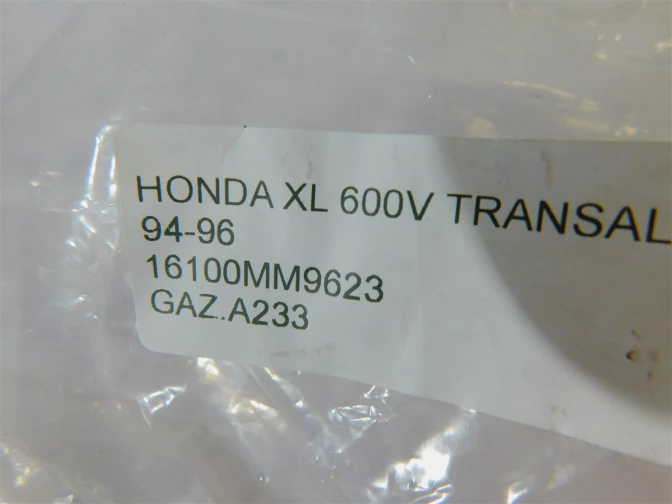 HONDA XL 600V TRANSAL
94-96
16100MM9623
GAZ..A233